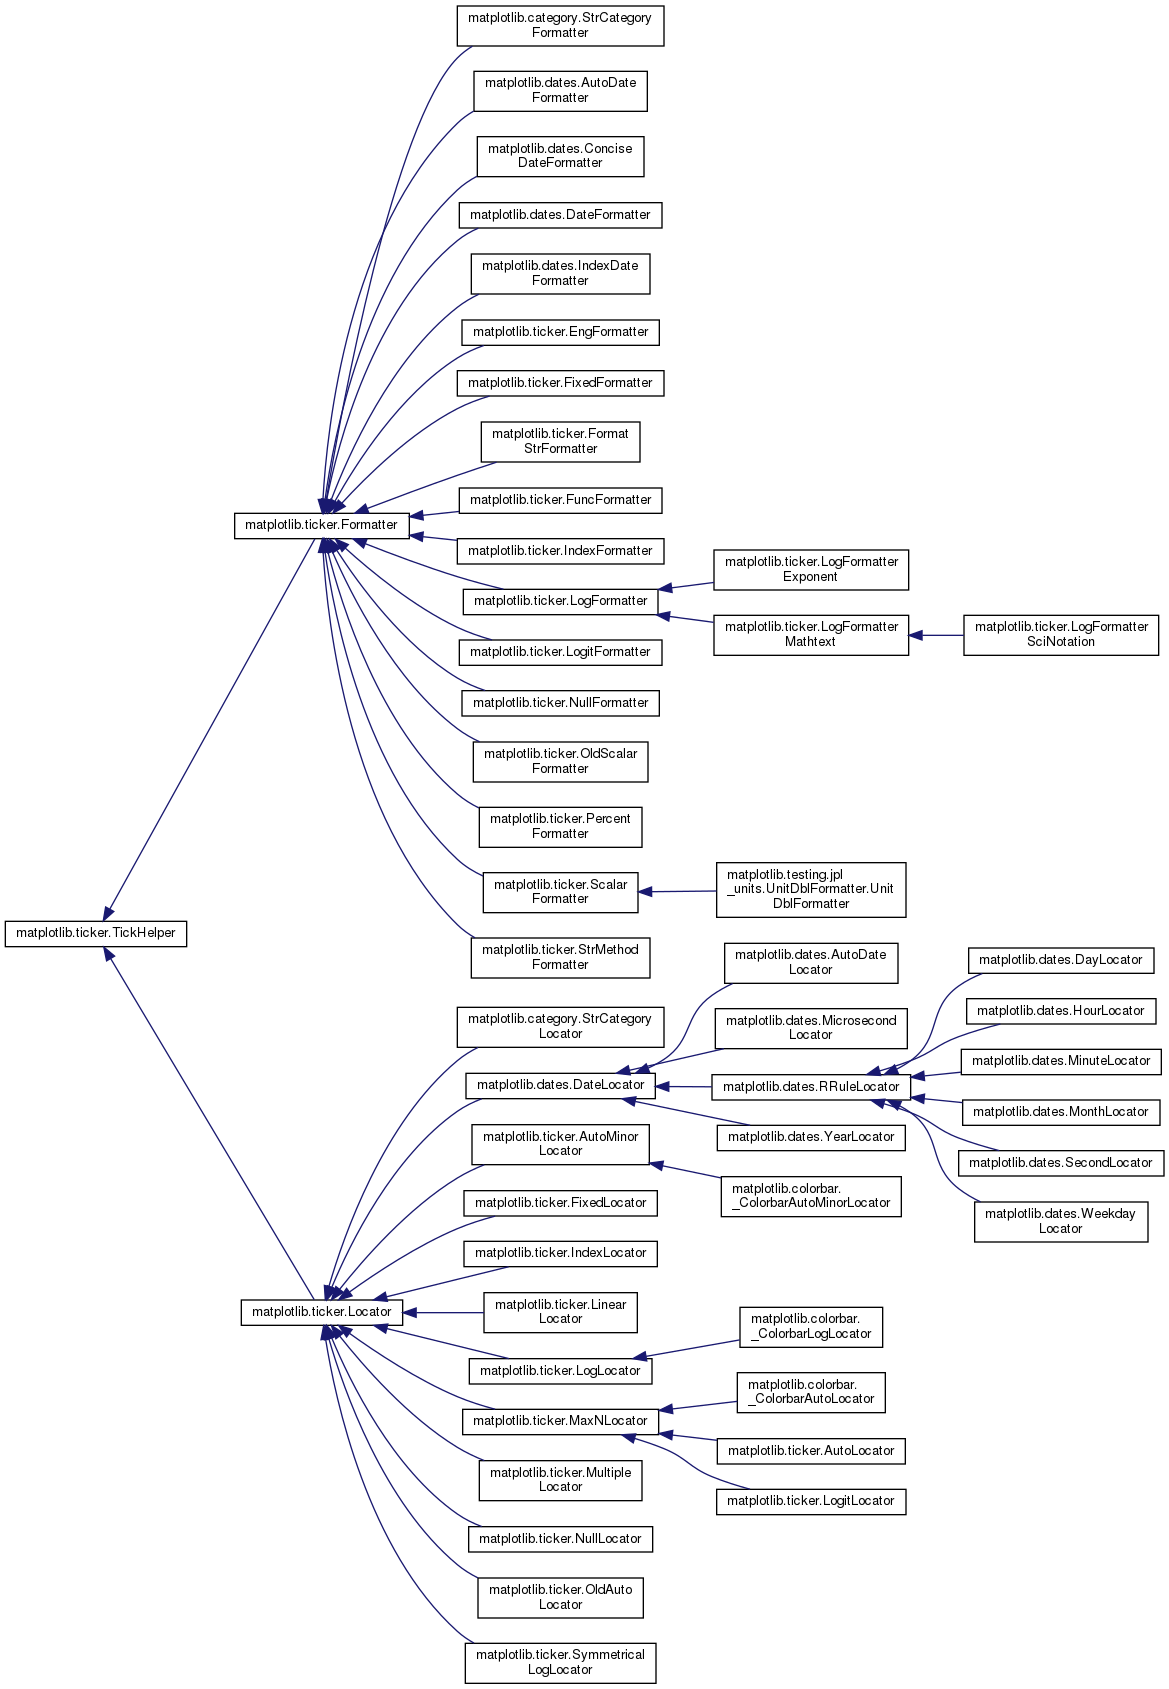 matplotlib.category.StrCategory
Formatter
matplotlib.dates.AutoDate
Formatter
matplotlib.dates.Concise
DateFormatter
matplotlib.dates.DateFormatter
matplotlib.dates.IndexDate
Formatter
matplotlib.ticker.EngFormatter
matplotlib.ticker.FixedFormatter
matplotlib.ticker.Format
StrFormatter
matplotlib.ticker.FuncFormatter
matplotlib.ticker.Formatter
matplotlib.ticker.IndexFormatter
matplotlib.ticker.LogFormatter
Exponent
matplotlib.ticker.LogFormatter
matplotlib.ticker.LogFormatter
Mathtext
matplotlib.ticker.LogFormatter
SciNotation
matplotlib.ticker.LogitFormatter
matplotlib.ticker.NullFormatter
matplotlib.ticker.OldScalar
Formatter
matplotlib.ticker.Percent
Formatter
matplotlib.ticker.Scalar
Formatter
matplotlib.testing.jpl
_units.UnitDblFormatter.Unit
DblFormatter
matplotlib.ticker.TickHelper
matplotlib.ticker.StrMethod
Formatter
matplotlib.dates.AutoDate
Locator
matplotlib.dates.DayLocator
matplotlib.category.StrCategory
Locator
matplotlib.dates.Microsecond
Locator
matplotlib.dates.HourLocator
matplotlib.dates.DateLocator
matplotlib.dates.RRuleLocator
matplotlib.dates.MinuteLocator
matplotlib.dates.MonthLocator
matplotlib.ticker.AutoMinor
Locator
matplotlib.dates.YearLocator
matplotlib.dates.SecondLocator
matplotlib.colorbar.
_ColorbarAutoMinorLocator
matplotlib.dates.Weekday
Locator
matplotlib.ticker.FixedLocator
matplotlib.ticker.IndexLocator
matplotlib.ticker.Locator
matplotlib.ticker.Linear
Locator
matplotlib.colorbar.
_ColorbarLogLocator
matplotlib.ticker.LogLocator
matplotlib.colorbar.
_ColorbarAutoLocator
matplotlib.ticker.MaxNLocator
matplotlib.ticker.AutoLocator
matplotlib.ticker.Multiple
Locator
matplotlib.ticker.LogitLocator
matplotlib.ticker.NullLocator
matplotlib.ticker.OldAuto
Locator
matplotlib.ticker.Symmetrical
LogLocator